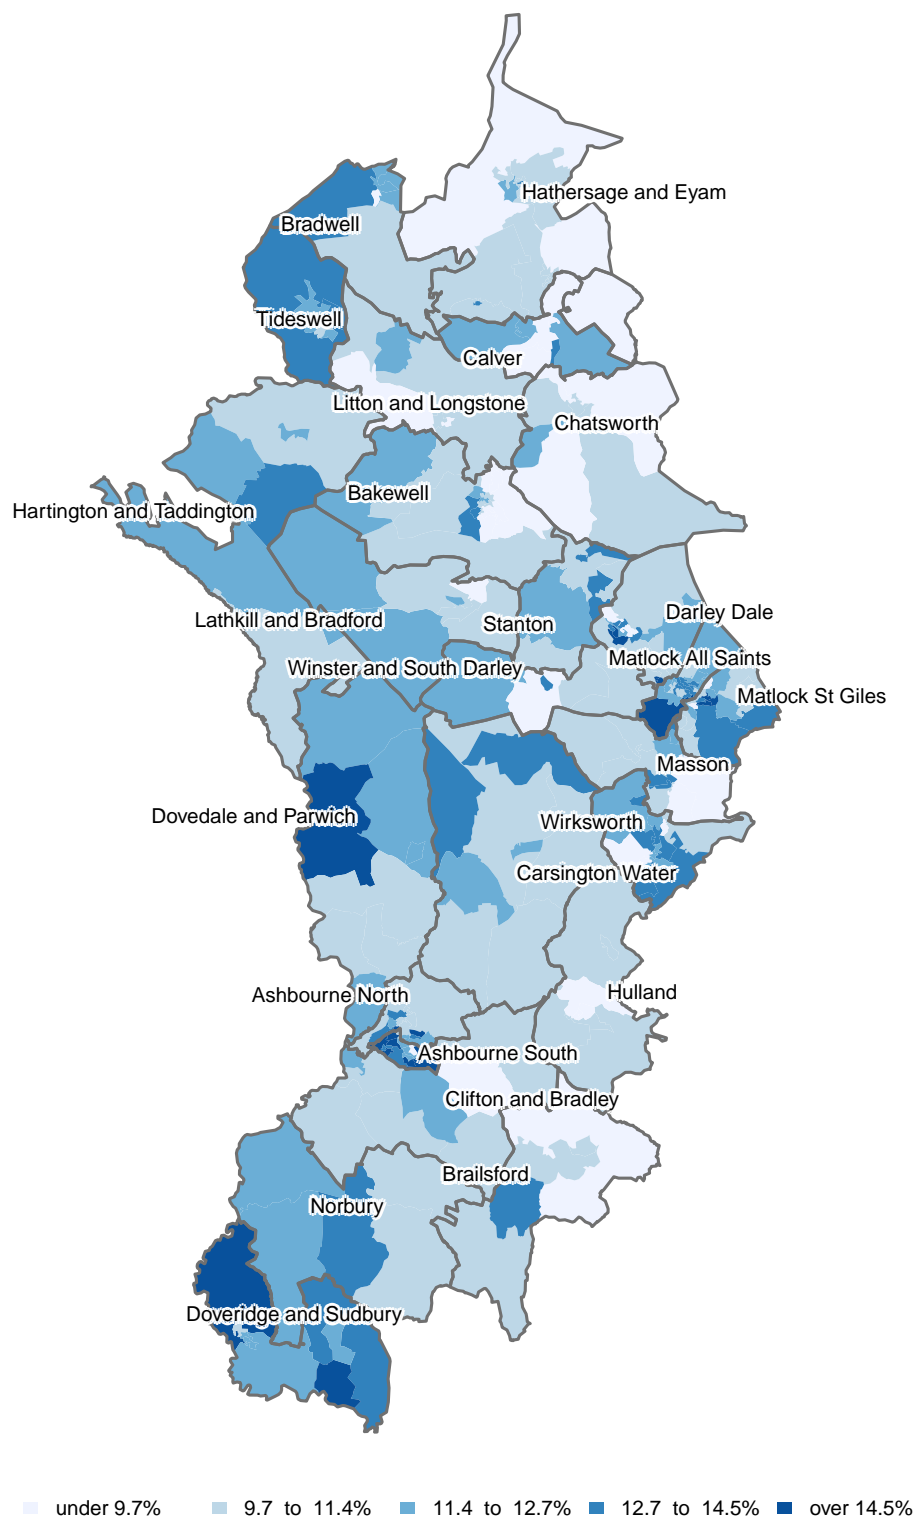 Hathersage and Eyam
Bradwell
Tideswell
Calver
Litton and Longstone
Chatsworth
Bakewell
Hartington and Taddington
Darley Dale
Lathkill and Bradford
Stanton
Matlock All Saints
Winster and South Darley
Matlock St Giles
Masson
Dovedale and Parwich
Wirksworth
Carsington Water
Hulland
Ashbourne North
Ashbourne South
Clifton and Bradley
Brailsford
Norbury
Doveridge and Sudbury
under 9.7% 9.7 to 11.4% 11.4 to 12.7% 12.7 to 14.5% over 14.5%